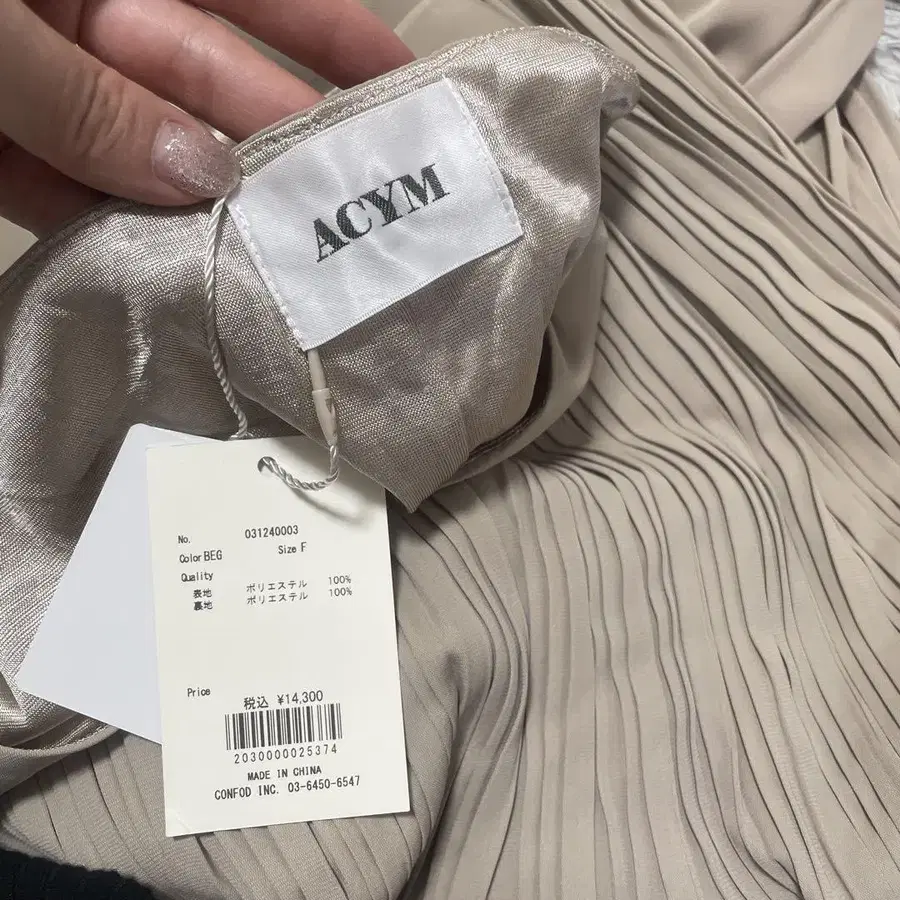 ACYM
No. 031240003
Color BEG Size F
Quality
表地 ポリエステル 100%
裏地 ポリエステル 100%
Price
税込 ¥14,300
2030000025374
MADE IN CHINA
CONFOD INC. 03-6450-6547